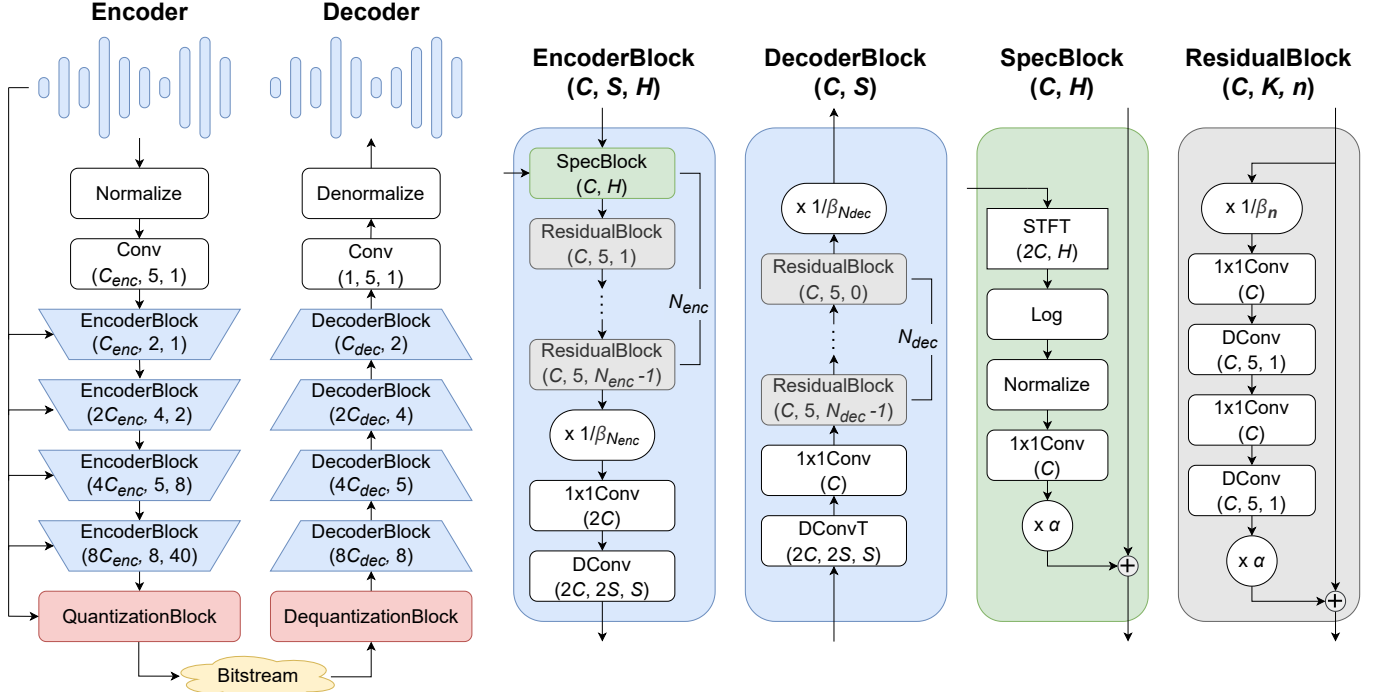 Encoder
Normalize
Conv
(C_enc, 5, 1)
EncoderBlock
(C_enc, 2, 1)
EncoderBlock
(2C_enc, 4, 2)
EncoderBlock
(4C_enc, 5, 8)
EncoderBlock
(8C_enc, 8, 40)
QuantizationBlock
Bitstream
Decoder
Denormalize
Conv
(1, 5, 1)
DecoderBlock
(C_dec, 2)
DecoderBlock
(2C_dec, 4)
DecoderBlock
(4C_dec, 5)
DecoderBlock
(8C_dec, 8)
DequantizationBlock
EncoderBlock
(C, S, H)
SpecBlock
(C, H)
ResidualBlock
(C, 5, 1)
N_enc
ResidualBlock
(C, 5, N_enc -1)
x 1/β_N_enc
1x1Conv
(2C)
DConv
(2C, 2S, S)
DecoderBlock
(C, S)
x 1/β_N_dec
ResidualBlock
(C, 5, 0)
N_dec
ResidualBlock
(C, 5, N_dec -1)
1x1Conv
(C)
DConvT
(2C, 2S, S)
SpecBlock
(C, H)
STFT
(2C, H)
Log
Normalize
1x1Conv
(C)
x α
ResidualBlock
(C, K, n)
x 1/β_n
1x1Conv
(C)
DConv
(C, 5, 1)
1x1Conv
(C)
DConv
(C, 5, 1)
x α